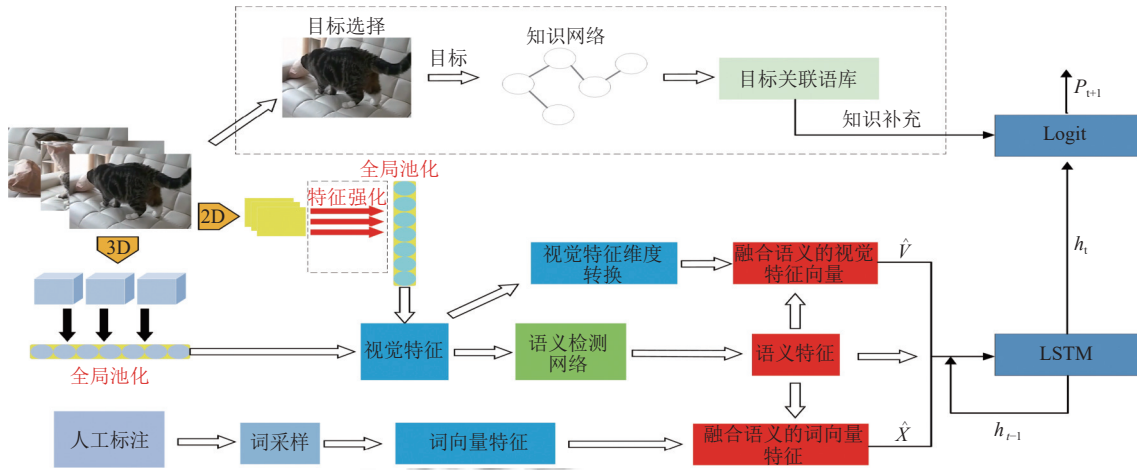 目标选择
目标
知识网络
目标关联语库
知识补充
P t+1
Logit
全局池化
特征强化
2D
3D
h t
视觉特征维度
转换
融合语义的视觉
特征向量
V̂
视觉特征
语义检测
网络
语义特征
LSTM
全局池化
人工标注
词采样
词向量特征
融合语义的词向量
特征
X̂
h t−1